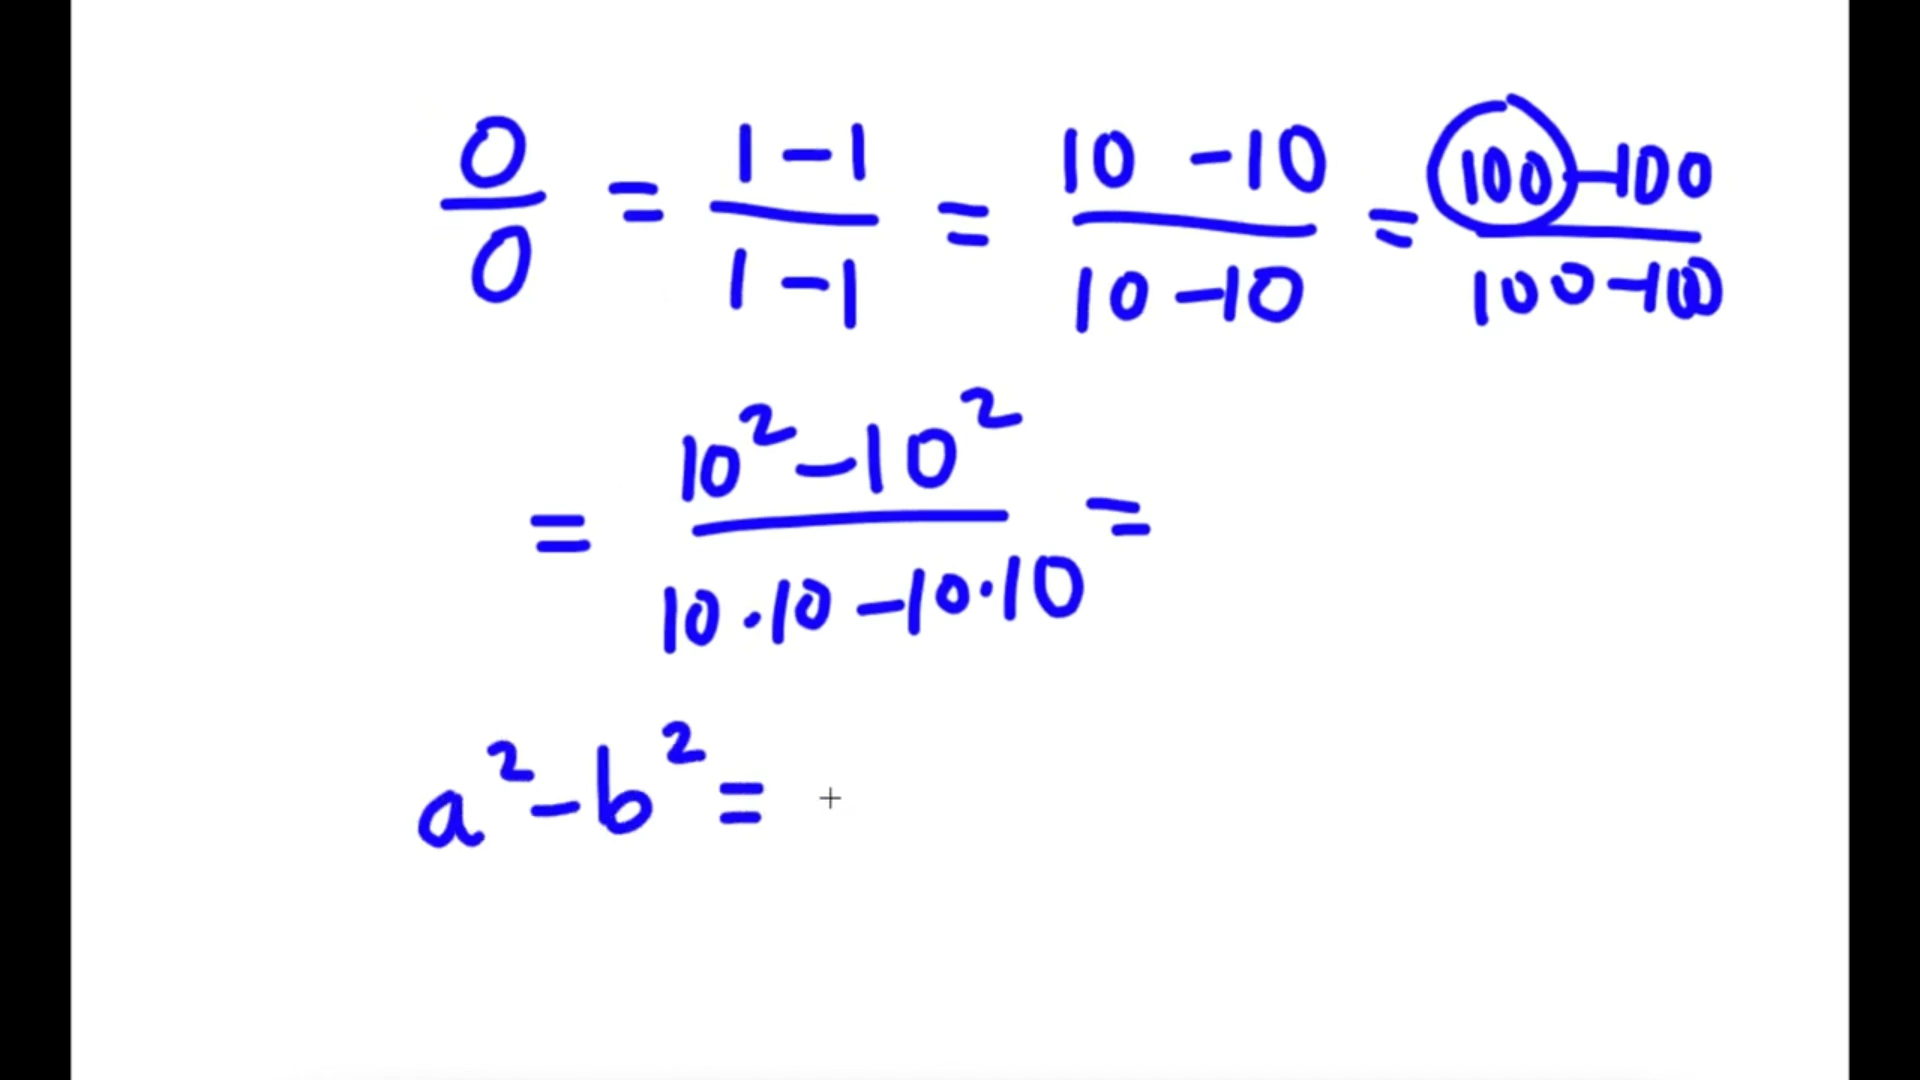 0/0 = 1-1/1-1 = 10-10/10-10 = 100-100/100-100
= 10²-10²/10·10-10·10 =
a²-b²=